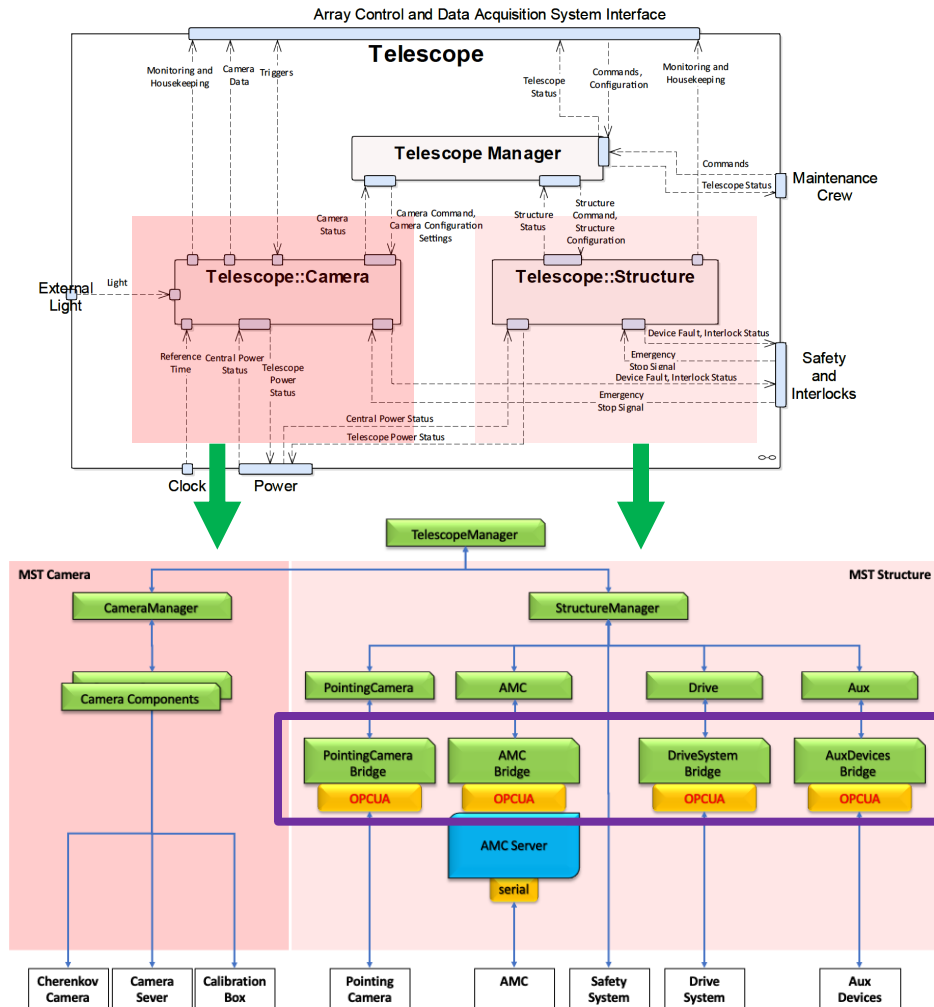 Array Control and Data Acquisition System Interface
Telescope
Monitoring and
Housekeeping
Camera
Data
Triggers
Telescope
Status
Commands,
Configuration
Monitoring and
Housekeeping
Telescope Manager
Commands
Telescope Status
Maintenance
Crew
Camera
Status
Camera Command,
Camera Configuration
Settings
Structure
Status
Structure
Command,
Structure
Configuration
Telescope::Camera
Telescope::Structure
External
Light
Light
Reference
Time
Central Power
Status
Telescope
Power
Status
Device Fault, Interlock Status
Emergency
Stop Signal
Device Fault, Interlock Status
Emergency
Stop Signal
Safety
and
Interlocks
Central Power Status
Telescope Power Status
Clock
Power
TelescopeManager
MST Camera
MST Structure
CameraManager
StructureManager
Camera Components
PointingCamera
AMC
Drive
Aux
PointingCamera
Bridge
AMC
Bridge
DriveSystem
Bridge
AuxDevices
Bridge
OPCUA
OPCUA
OPCUA
OPCUA
AMC Server
serial
Cherenkov
Camera
Camera
Sever
Calibration
Box
Pointing
Camera
AMC
Safety
System
Drive
System
Aux
Devices